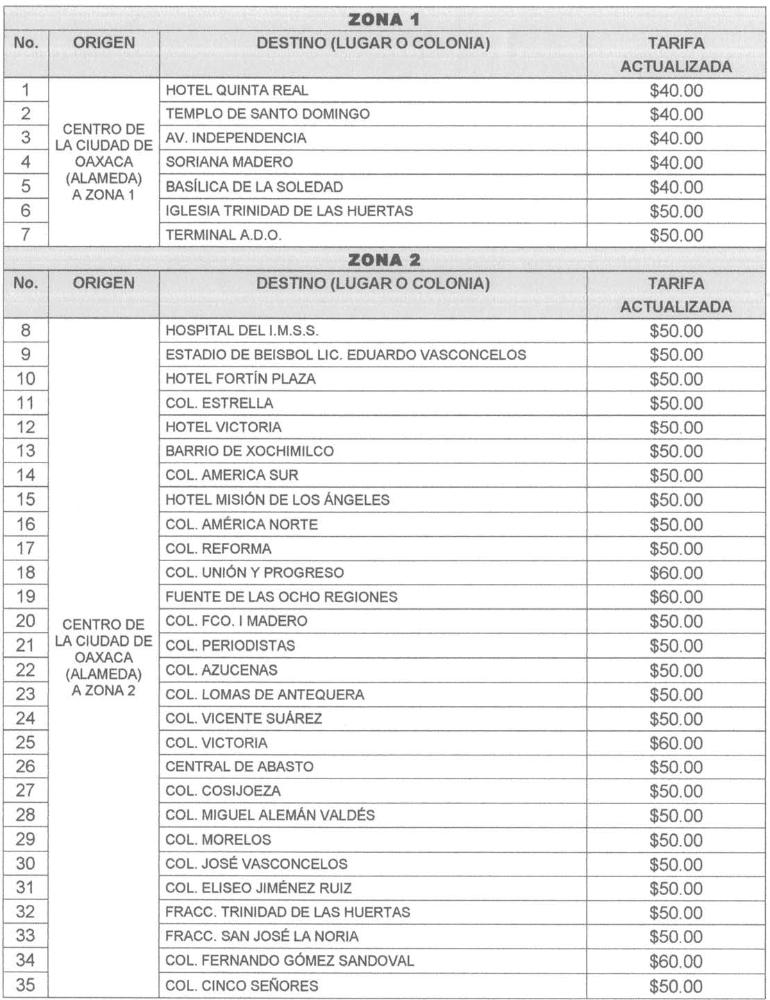 ZONA 1
No. ORIGEN DESTINO (LUGAR O COLONIA) TARIFA ACTUALIZADA
CENTRO DE LA CIUDAD DE OAXACA (ALAMEDA) A ZONA 1
1 HOTEL QUINTA REAL $40.00
2 TEMPLO DE SANTO DOMINGO $40.00
3 AV. INDEPENDENCIA $40.00
4 SORIANA MADERO $40.00
5 BASÍLICA DE LA SOLEDAD $40.00
6 IGLESIA TRINIDAD DE LAS HUERTAS $50.00
7 TERMINAL A.D.O. $50.00
ZONA 2
No. ORIGEN DESTINO (LUGAR O COLONIA) TARIFA ACTUALIZADA
CENTRO DE LA CIUDAD DE OAXACA (ALAMEDA) A ZONA 2
8 HOSPITAL DEL I.M.S.S. $50.00
9 ESTADIO DE BEISBOL LIC. EDUARDO VASCONCELOS $50.00
10 HOTEL FORTÍN PLAZA $50.00
11 COL. ESTRELLA $50.00
12 HOTEL VICTORIA $50.00
13 BARRIO DE XOCHIMILCO $50.00
14 COL. AMERICA SUR $50.00
15 HOTEL MISIÓN DE LOS ÁNGELES $50.00
16 COL. AMÉRICA NORTE $50.00
17 COL. REFORMA $50.00
18 COL. UNIÓN Y PROGRESO $60.00
19 FUENTE DE LAS OCHO REGIONES $60.00
20 COL. FCO. I MADERO $50.00
21 COL. PERIODISTAS $50.00
22 COL. AZUCENAS $50.00
23 COL. LOMAS DE ANTEQUERA $50.00
24 COL. VICENTE SUÁREZ $50.00
25 COL. VICTORIA $60.00
26 CENTRAL DE ABASTO $50.00
27 COL. COSIJOEZA $50.00
28 COL. MIGUEL ALEMÁN VALDÉS $50.00
29 COL. MORELOS $50.00
30 COL. JOSÉ VASCONCELOS $50.00
31 COL. ELISEO JIMÉNEZ RUIZ $50.00
32 FRACC. TRINIDAD DE LAS HUERTAS $50.00
33 FRACC. SAN JOSÉ LA NORIA $50.00
34 COL. FERNANDO GÓMEZ SANDOVAL $60.00
35 COL. CINCO SEÑORES $50.00